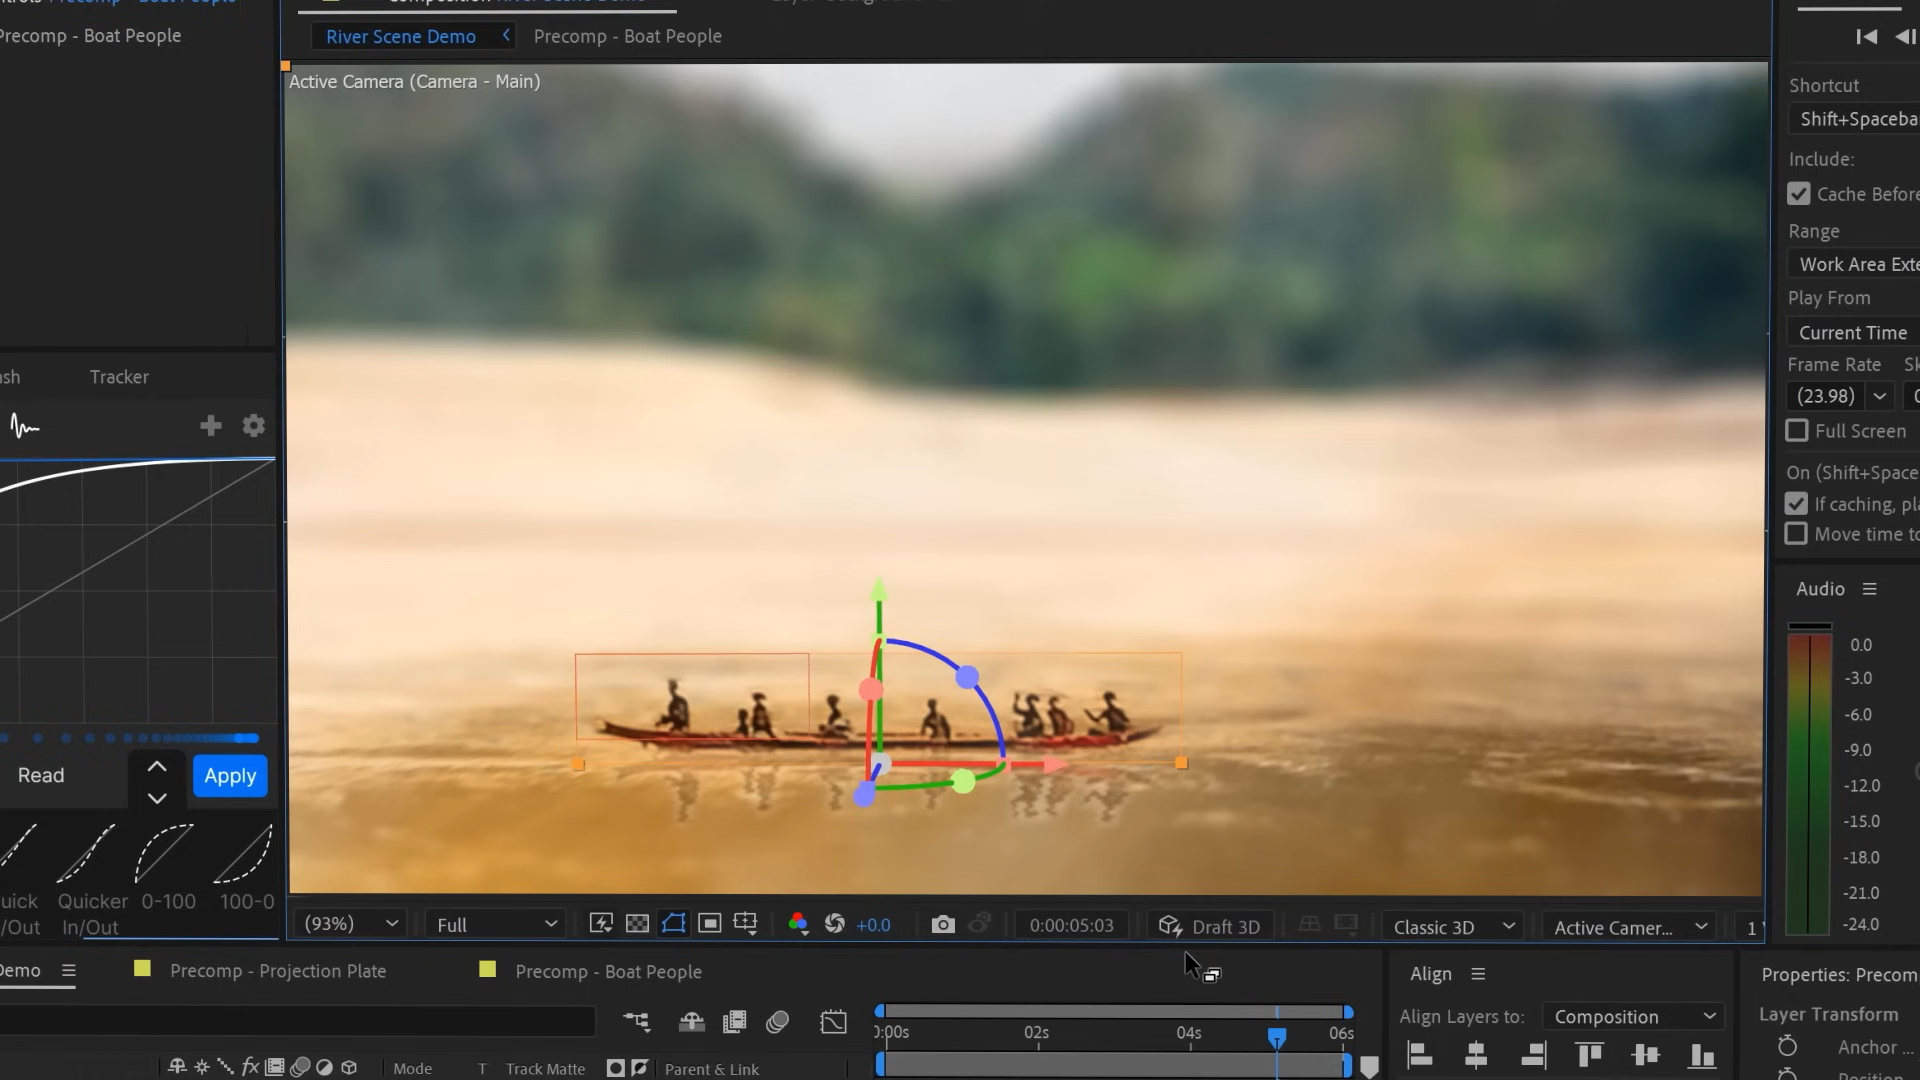 Precomp - Boat People
River Scene Demo
Precomp - Boat People
Active Camera (Camera - Main)
Tracker
Read
Apply
Quicker
In/Out
/Out
0-100
100-0
(93%)
Full
+0.0
0:00:05:03
Draft 3D
Classic 3D
Active Camer...
1
Shortcut
Shift+Spaceba
Include:
Cache Before
Range
Work Area Exte
Play From
Current Time
Frame Rate
(23.98)
Full Screen
On (Shift+Space
If caching, pla
Move time to
Audio
0.0
-3.0
-6.0
-9.0
-12.0
-15.0
-18.0
-21.0
-24.0
Demo
Precomp - Projection Plate
Precomp - Boat People
0:00s
02s
04s
06s
Mode
T
Track Matte
Parent & Link
Align
Align Layers to:
Composition
Properties: Precom
Layer Transform
Anchor ...